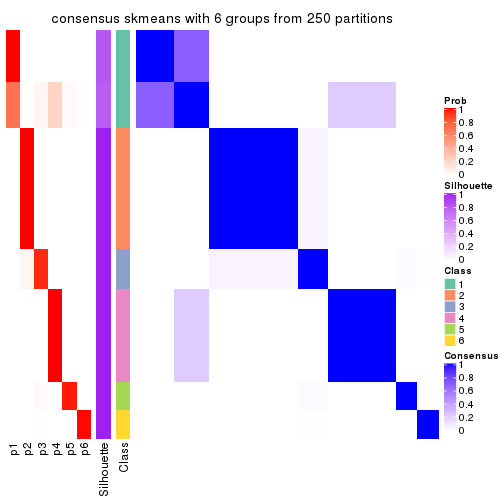 consensus skmeans with 6 groups from 250 partitions
Prob
1
0.8
0.6
0.4
0.2
0
Silhouette
1
0.8
0.6
0.4
0.2
0
Class
1
2
3
4
5
6
Consensus
1
0.8
0.6
0.4
0.2
0
p1
p2
p3
p4
p5
p6
Silhouette
Class